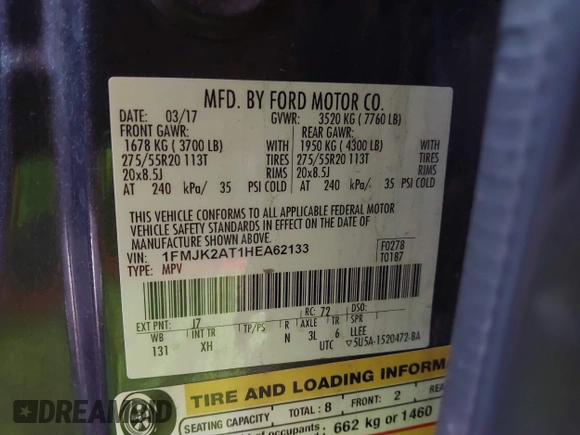 MFD. BY FORD MOTOR CO.
DATE: 03/17 GVWR: 3520 KG (7760 LB)
FRONT GAWR: REAR GAWR:
1678 KG (3700 LB) WITH 1950 KG (4300 LB) WITH
275/55R20 113T TIRES 275/55R20 113T TIRES
20x8.5J RIMS 20x8.5J RIMS
AT 240 kPa/ 35 PSI COLD AT 240 kPa/ 35 PSI COLD
THIS VEHICLE CONFORMS TO ALL APPLICABLE FEDERAL MOTOR
VEHICLE SAFETY STANDARDS IN EFFECT ON THE DATE OF
MANUFACTURE SHOWN ABOVE.
VIN: 1FMJK2AT1HEA62133 F0278
TYPE: MPV T0187
EXT PNT: J7 RC: 72 DSO:
WB INT TR TP/PS R AXLE TR SPR
131 XH N 3L 6 LLEE
UTC ▽5U5A-1520472-BA
TIRE AND LOADING INFORMA
SEATING CAPACITY TOTAL: 8 FRONT: 2 REA
of occupants 662 kg or 1460
DREAMBID